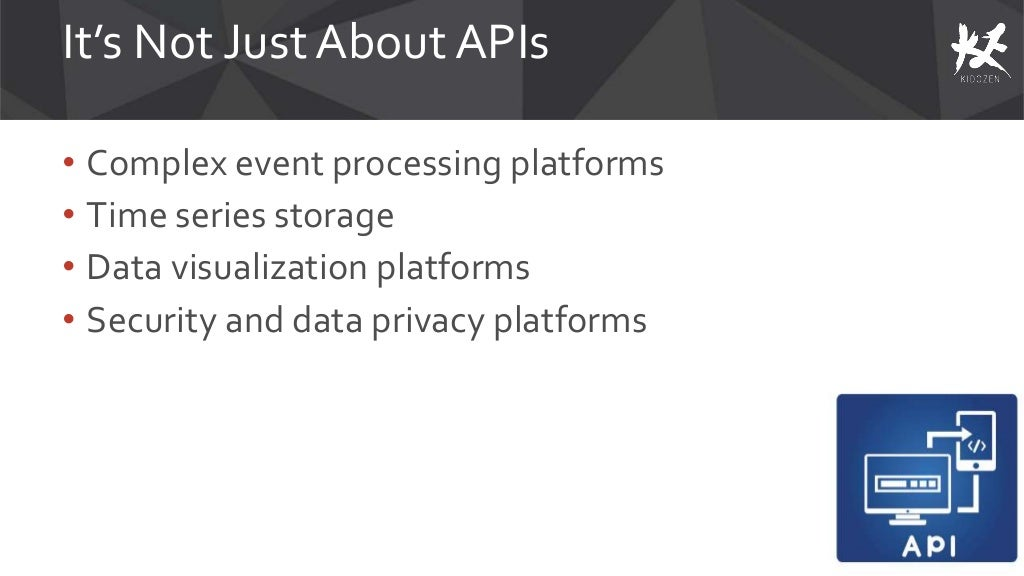 It’s Not Just About APIs
KIDOZEN
• Complex event processing platforms
• Time series storage
• Data visualization platforms
• Security and data privacy platforms
</>
API